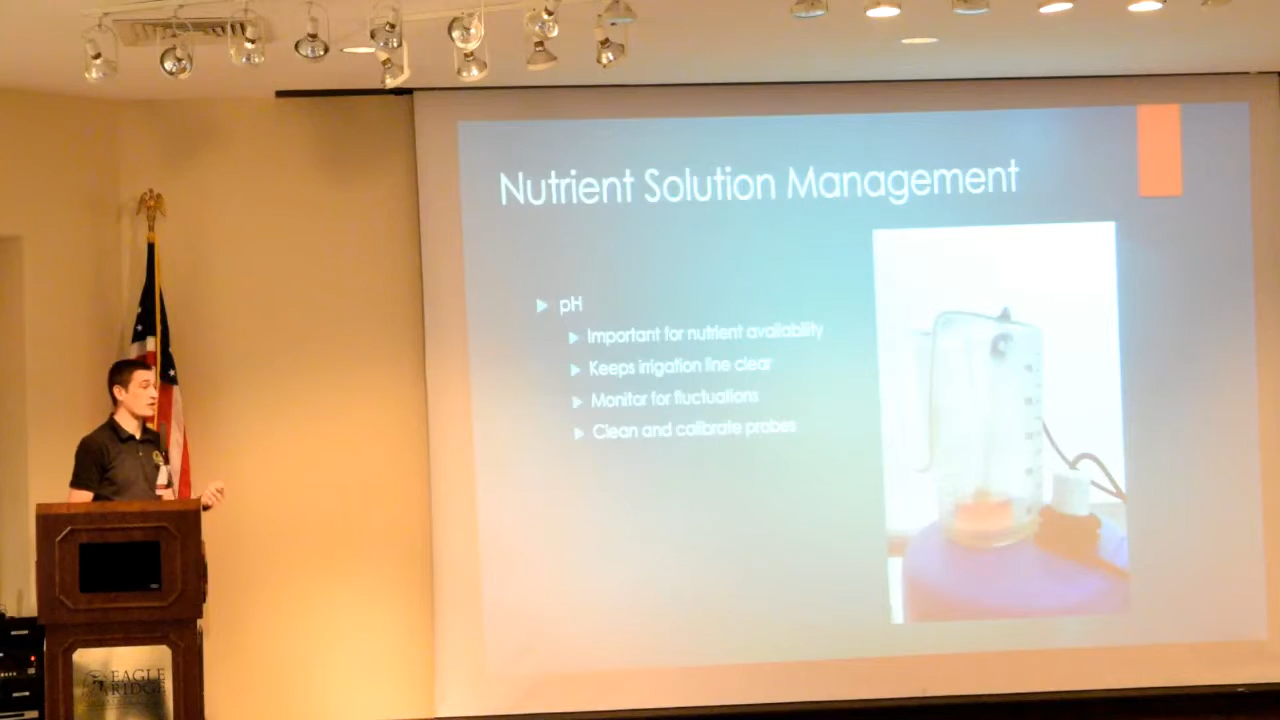 Nutrient Solution Management
pH
Important for nutrient availability
Keeps irrigation line clear
Monitor for fluctuations
Clean and calibrate probes
EAGLE
RIDGE